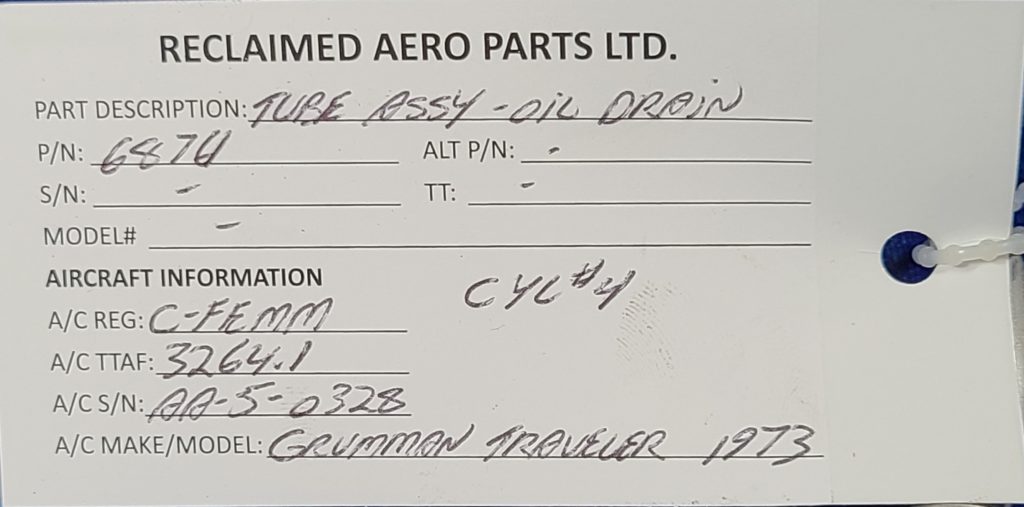 RECLAIMED AERO PARTS LTD.
PART DESCRIPTION: TUBE ASSY - OIL DRAIN
P/N: 68764 ALT P/N: -
S/N: - TT: -
MODEL# -
AIRCRAFT INFORMATION
CYL #4
A/C REG: C-FEMM
A/C TTAF: 3264.1
A/C S/N: AA-5-0328
A/C MAKE/MODEL: GRUMMAN TRAVELER 1973